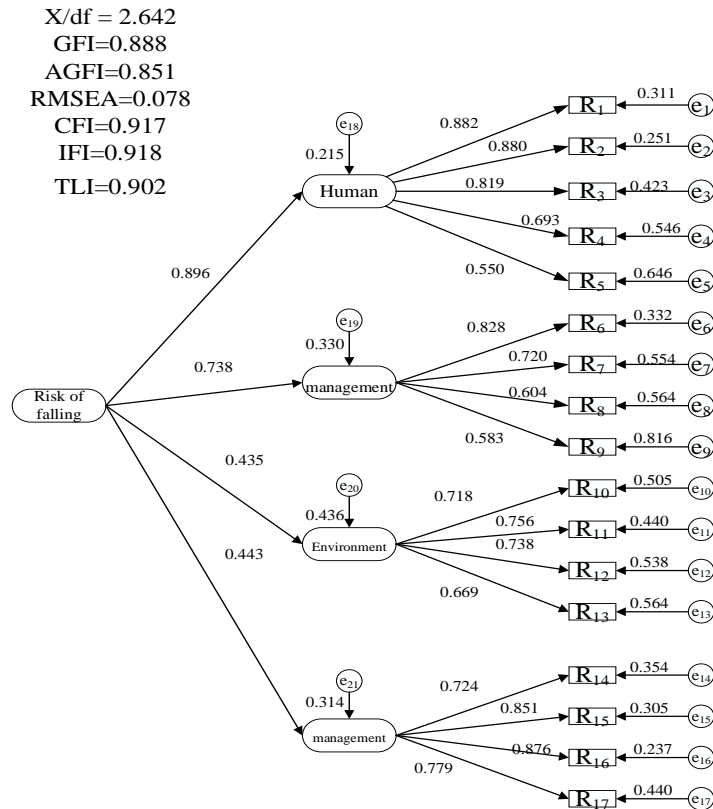 X/df = 2.642
GFI=0.888
AGFI=0.851
RMSEA=0.078
CFI=0.917
IFI=0.918
TLI=0.902
Risk of
falling
0.896
0.738
0.435
0.443
e18
0.215
Human
0.882
0.880
0.819
0.693
0.550
R1 0.311 e1
R2 0.251 e2
R3 0.423 e3
R4 0.546 e4
R5 0.646 e5
e19
0.330
management
0.828
0.720
0.604
0.583
R6 0.332 e6
R7 0.554 e7
R8 0.564 e8
R9 0.816 e9
e20
0.436
Environment
0.718
0.756
0.738
0.669
R10 0.505 e10
R11 0.440 e11
R12 0.538 e12
R13 0.564 e13
e21
0.314
management
0.724
0.851
0.876
0.779
R14 0.354 e14
R15 0.305 e15
R16 0.237 e16
R17 0.440 e17